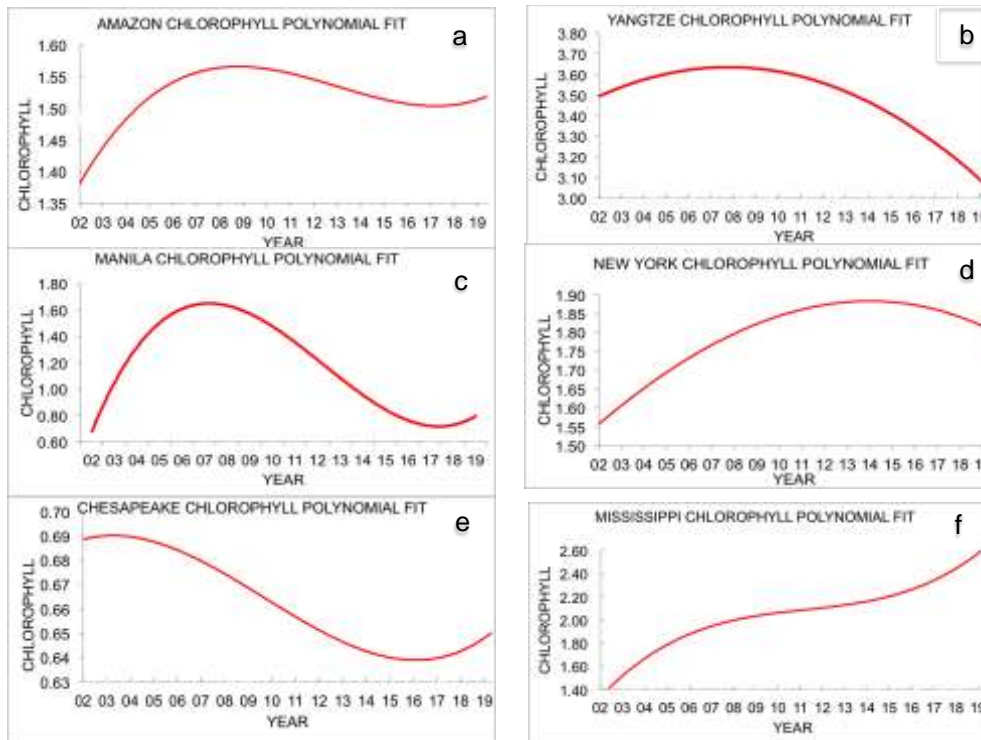 AMAZON CHLOROPHYLL POLYNOMIAL FIT
a
CHLOROPHYLL
1.60
1.55
1.50
1.45
1.40
1.35
02 03 04 05 06 07 08 09 10 11 12 13 14 15 16 17 18 19
YEAR
YANGTZE CHLOROPHYLL POLYNOMIAL FIT
b
CHLOROPHYLL
3.80
3.70
3.60
3.50
3.40
3.30
3.20
3.10
3.00
02 03 04 05 06 07 08 09 10 11 12 13 14 15 16 17 18 19
YEAR
MANILA CHLOROPHYLL POLYNOMIAL FIT
c
CHLOROPHYLL
1.80
1.60
1.40
1.20
1.00
0.80
0.60
02 03 04 05 06 07 08 09 10 11 12 13 14 15 16 17 18 19
YEAR
NEW YORK CHLOROPHYLL POLYNOMIAL FIT
d
CHLOROPHYLL
1.90
1.85
1.80
1.75
1.70
1.65
1.60
1.55
1.50
02 03 04 05 06 07 08 09 10 11 12 13 14 15 16 17 18 19
YEAR
CHESAPEAKE CHLOROPHYLL POLYNOMIAL FIT
e
CHLOROPHYLL
0.70
0.69
0.68
0.67
0.66
0.65
0.64
0.63
02 03 04 05 06 07 08 09 10 11 12 13 14 15 16 17 18 19
YEAR
MISSISSIPPI CHLOROPHYLL POLYNOMIAL FIT
f
CHLOROPHYLL
2.60
2.40
2.20
2.00
1.80
1.60
1.40
02 03 04 05 06 07 08 09 10 11 12 13 14 15 16 17 18 19
YEAR